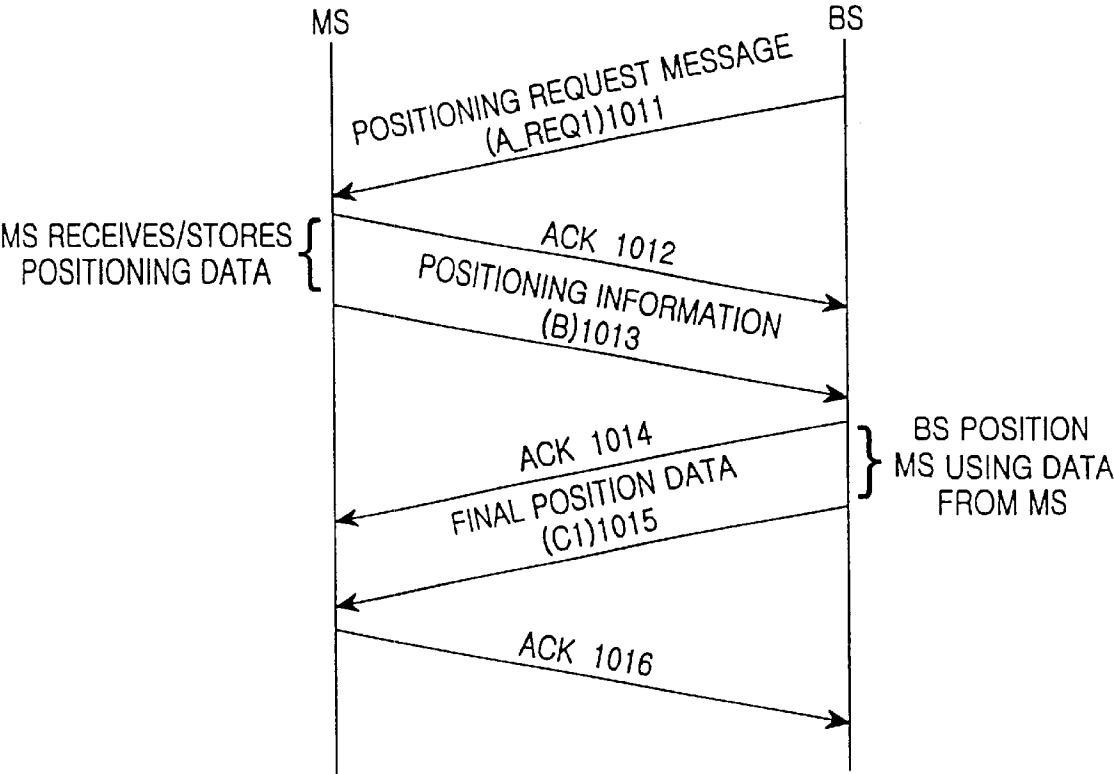 MS
BS
POSITIONING REQUEST MESSAGE
(A_REQ1)1011
MS RECEIVES/STORES
POSITIONING DATA
ACK 1012
POSITIONING INFORMATION
(B)1013
ACK 1014
BS POSITION
MS USING DATA
FROM MS
FINAL POSITION DATA
(C1)1015
ACK 1016